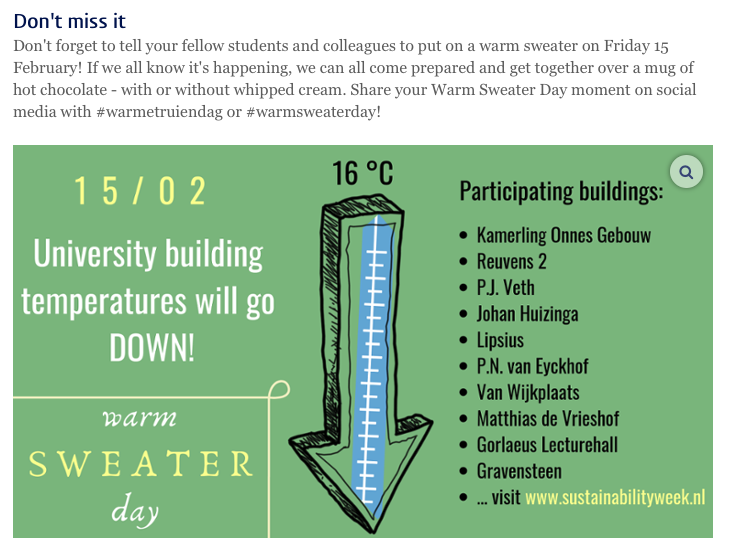 Don't miss it
Don't forget to tell your fellow students and colleagues to put on a warm sweater on Friday 15
February! If we all know it's happening, we can all come prepared and get together over a mug of
hot chocolate - with or without whipped cream. Share your Warm Sweater Day moment on social
media with #warmetruiendag or #warmsweaterday!
15/02
University building
temperatures will go
DOWN!
warm
SWEATER
day
16 °C
Participating buildings:
• Kamerling Onnes Gebouw
• Reuvens 2
• P.J. Veth
• Johan Huizinga
• Lipsius
• P.N. van Eyckhof
• Van Wijkplaats
• Matthias de Vrieshof
• Gorlaeus Lecturehall
• Gravensteen
• ... visit www.sustainabilityweek.nl